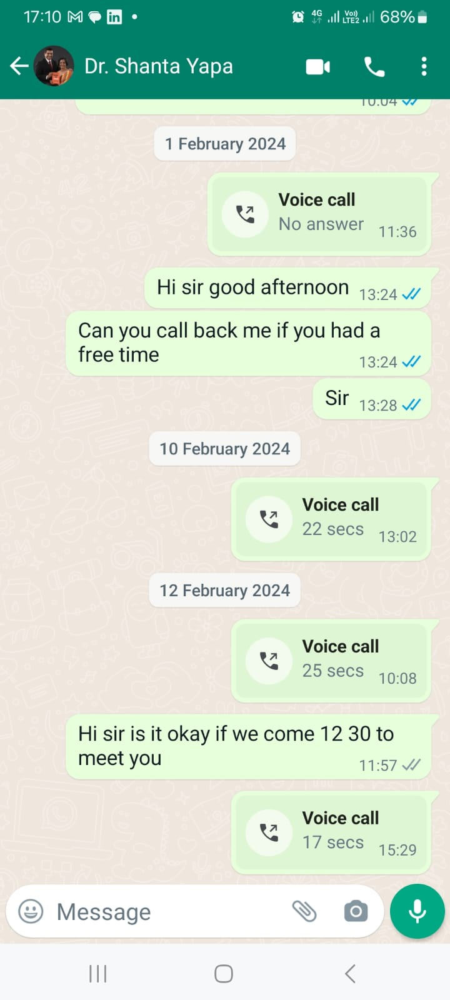 17:10 4G Vo)) LTE2 68%
Dr. Shanta Yapa
10:04
1 February 2024
Voice call
No answer 11:36
Hi sir good afternoon 13:24
Can you call back me if you had a
free time 13:24
Sir 13:28
10 February 2024
Voice call
22 secs 13:02
12 February 2024
Voice call
25 secs 10:08
Hi sir is it okay if we come 12 30 to
meet you 11:57
Voice call
17 secs 15:29
Message